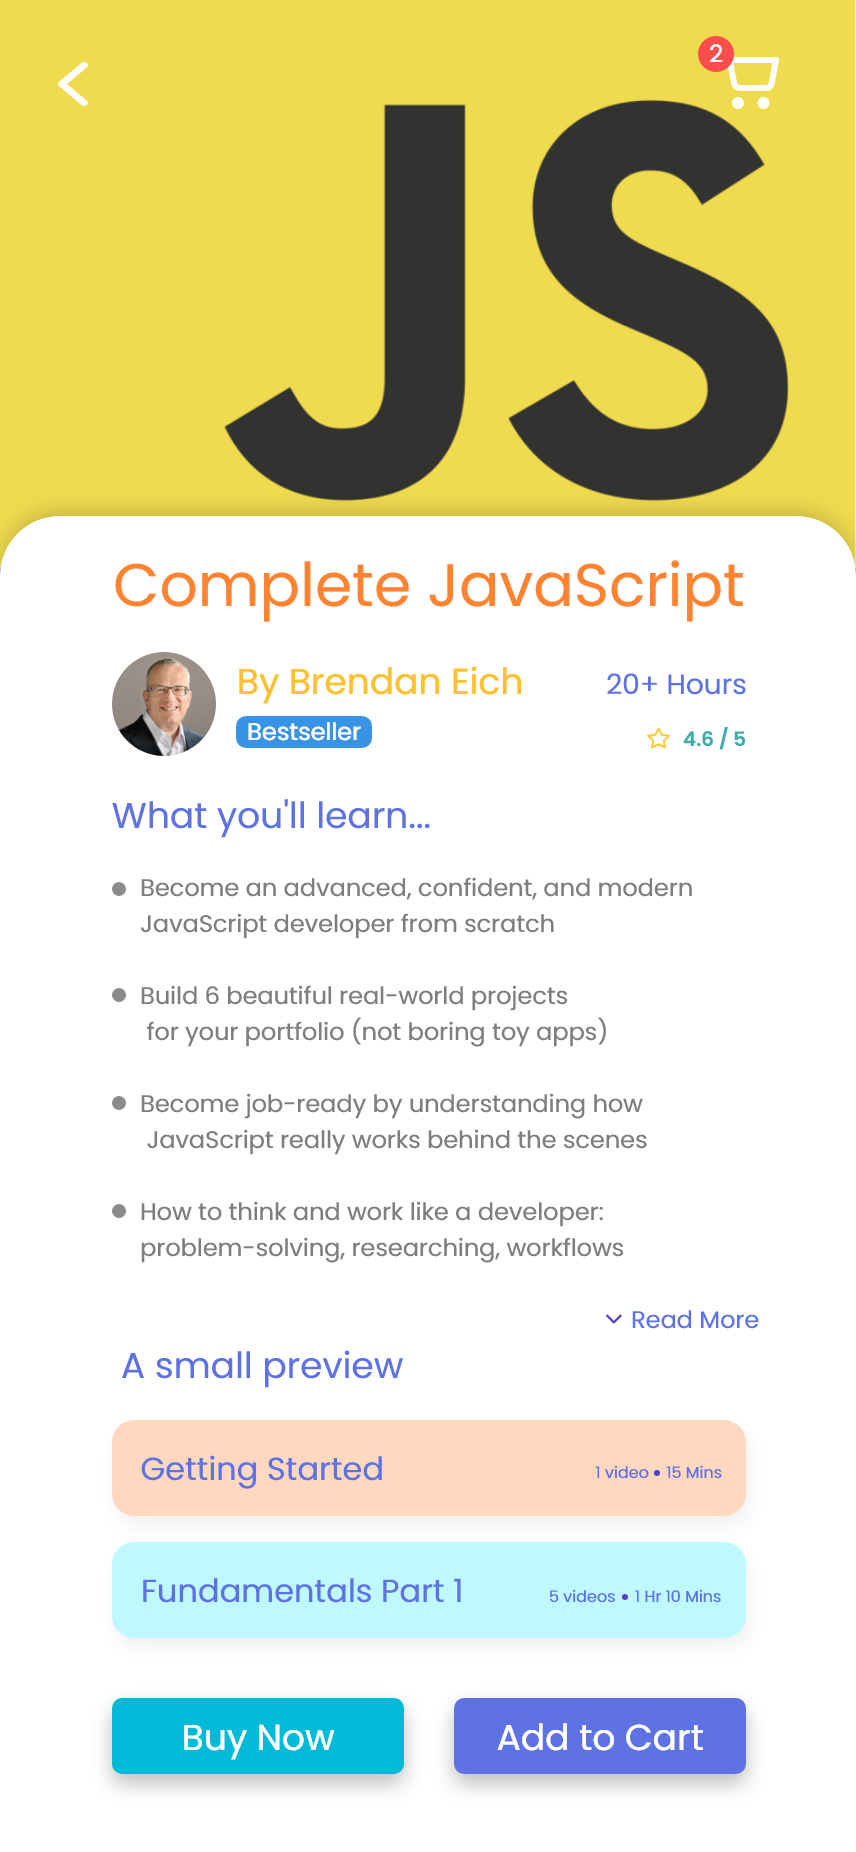 2
JS
Complete JavaScript
By Brendan Eich
20+ Hours
Bestseller
4.6 / 5
What you'll learn...
Become an advanced, confident, and modern
JavaScript developer from scratch
Build 6 beautiful real-world projects
for your portfolio (not boring toy apps)
Become job-ready by understanding how
JavaScript really works behind the scenes
How to think and work like a developer:
problem-solving, researching, workflows
Read More
A small preview
Getting Started
1 video • 15 Mins
Fundamentals Part 1
5 videos • 1 Hr 10 Mins
Buy Now
Add to Cart